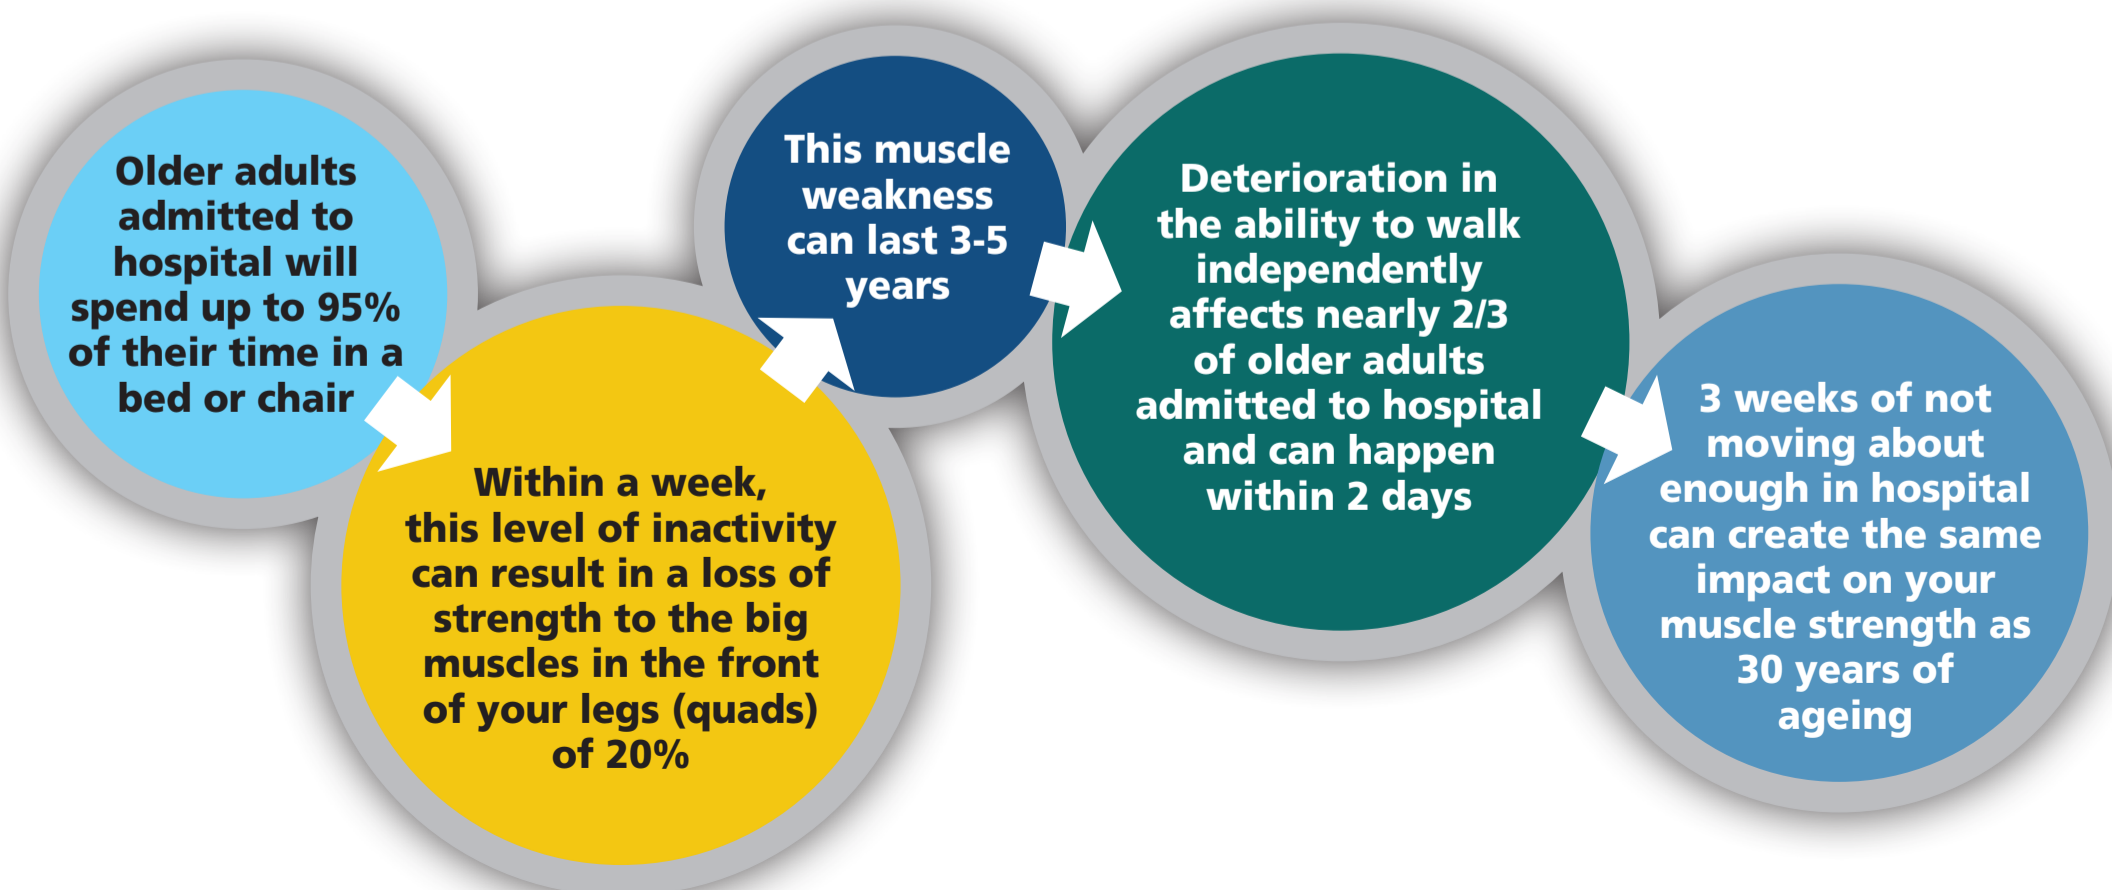 Older adults
admitted to
hospital will
spend up to 95%
of their time in a
bed or chair
Within a week,
this level of inactivity
can result in a loss of
strength to the big
muscles in the front
of your legs (quads)
of 20%
This muscle
weakness
can last 3-5
years
Deterioration in
the ability to walk
independently
affects nearly 2/3
of older adults
admitted to hospital
and can happen
within 2 days
3 weeks of not
moving about
enough in hospital
can create the same
impact on your
muscle strength as
30 years of
ageing